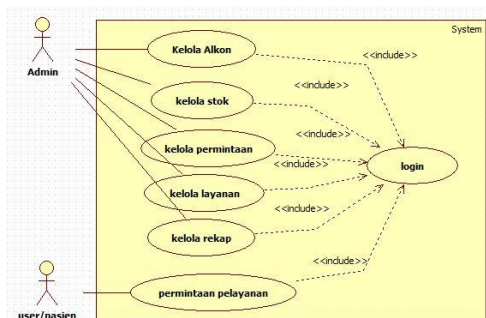 System
Kelola Alkon
<<include>>
Admin
<<include>>
kelola stok
<<include>>
kelola permintaan
<<include>>
login
kelola layanan
<<include>>
kelola rekap
<<include>>
permintaan pelayanan
user/pasien